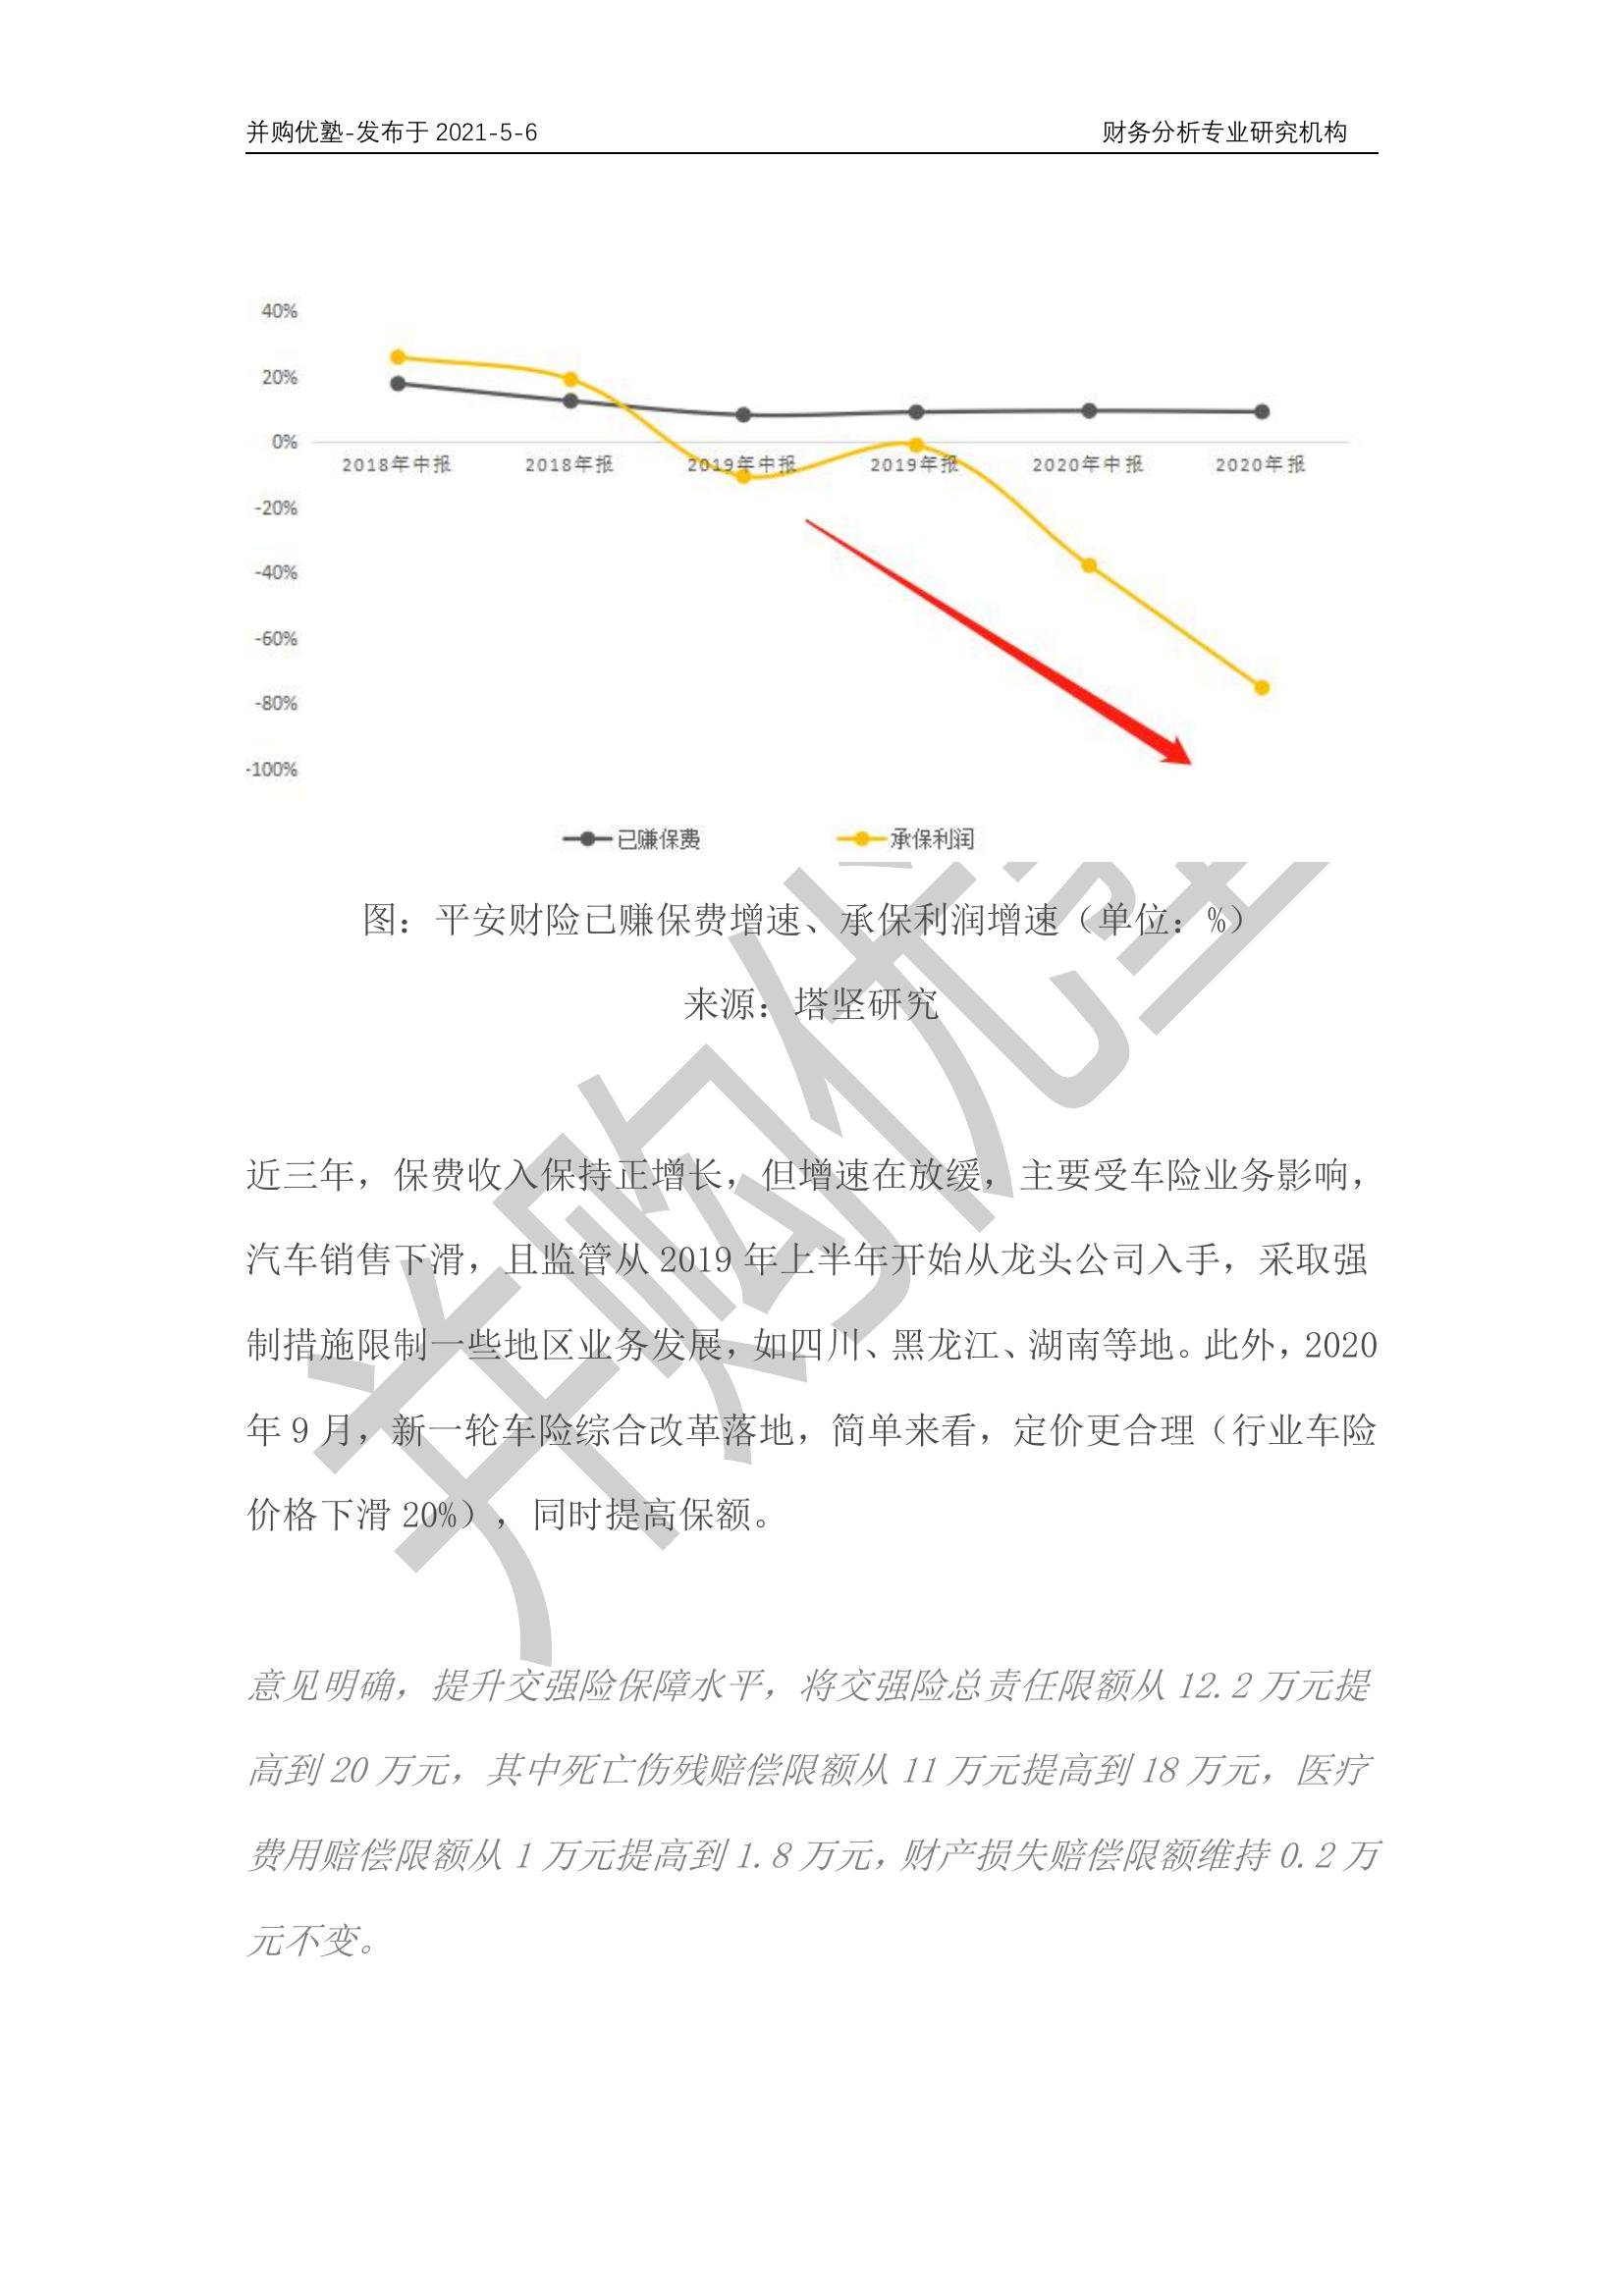 并购优塾-发布于 2021-5-6 财务分析专业研究机构
40%
20%
0%
2018年中报 2018年报 2019年中报 2019年报 2020年中报 2020年报
-20%
-40%
-60%
-80%
-100%
已赚保费 承保利润
图：平安财险已赚保费增速、承保利润增速（单位：%）
来源：塔坚研究
近三年，保费收入保持正增长，但增速在放缓，主要受车险业务影响，
汽车销售下滑，且监管从 2019 年上半年开始从龙头公司入手，采取强
制措施限制一些地区业务发展，如四川、黑龙江、湖南等地。此外，2020
年 9 月，新一轮车险综合改革落地，简单来看，定价更合理（行业车险
价格下滑 20%），同时提高保额。
意见明确，提升交强险保障水平，将交强险总责任限额从 12.2 万元提
高到 20 万元，其中死亡伤残赔偿限额从 11 万元提高到 18 万元，医疗
费用赔偿限额从 1 万元提高到 1.8 万元，财产损失赔偿限额维持 0.2 万
元不变。
并购优塾